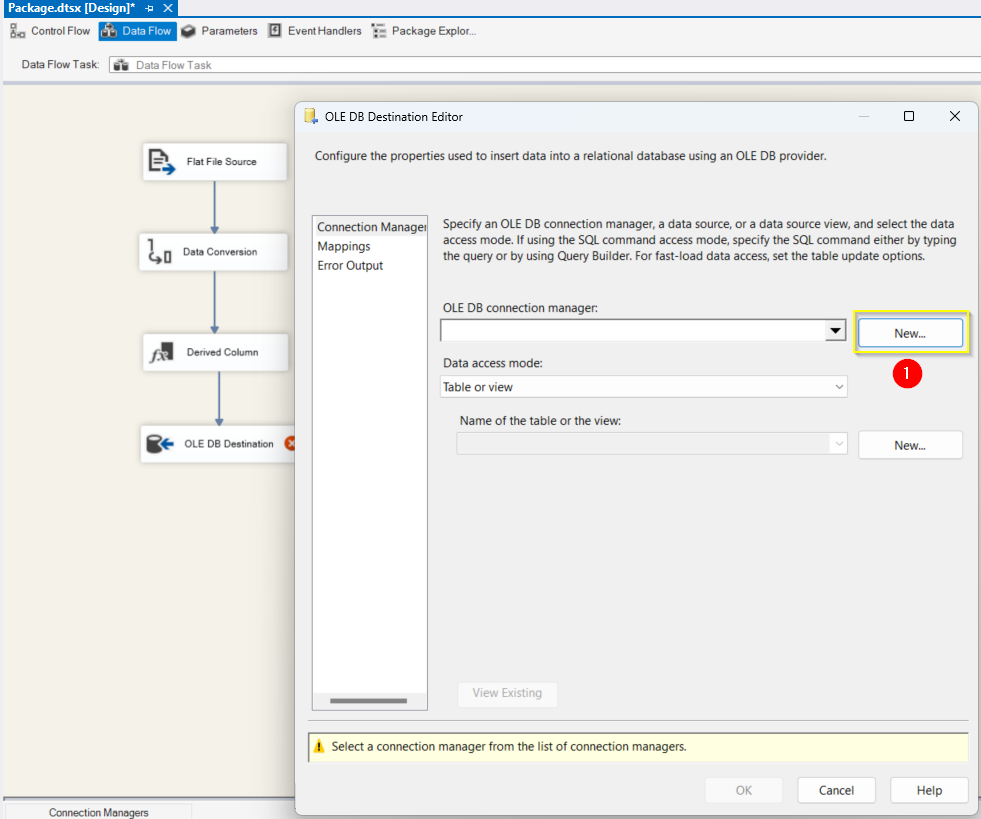 Package.dtsx [Design]*
Control Flow
Data Flow
Parameters
Event Handlers
Package Explor...
Data Flow Task:
Data Flow Task
Flat File Source
Data Conversion
Derived Column
OLE DB Destination
OLE DB Destination Editor
Configure the properties used to insert data into a relational database using an OLE DB provider.
Connection Manager
Mappings
Error Output
Specify an OLE DB connection manager, a data source, or a data source view, and select the data
access mode. If using the SQL command access mode, specify the SQL command either by typing
the query or by using Query Builder. For fast-load data access, set the table update options.
OLE DB connection manager:
New...
1
Data access mode:
Table or view
Name of the table or the view:
New...
View Existing
Select a connection manager from the list of connection managers.
OK
Cancel
Help
Connection Managers